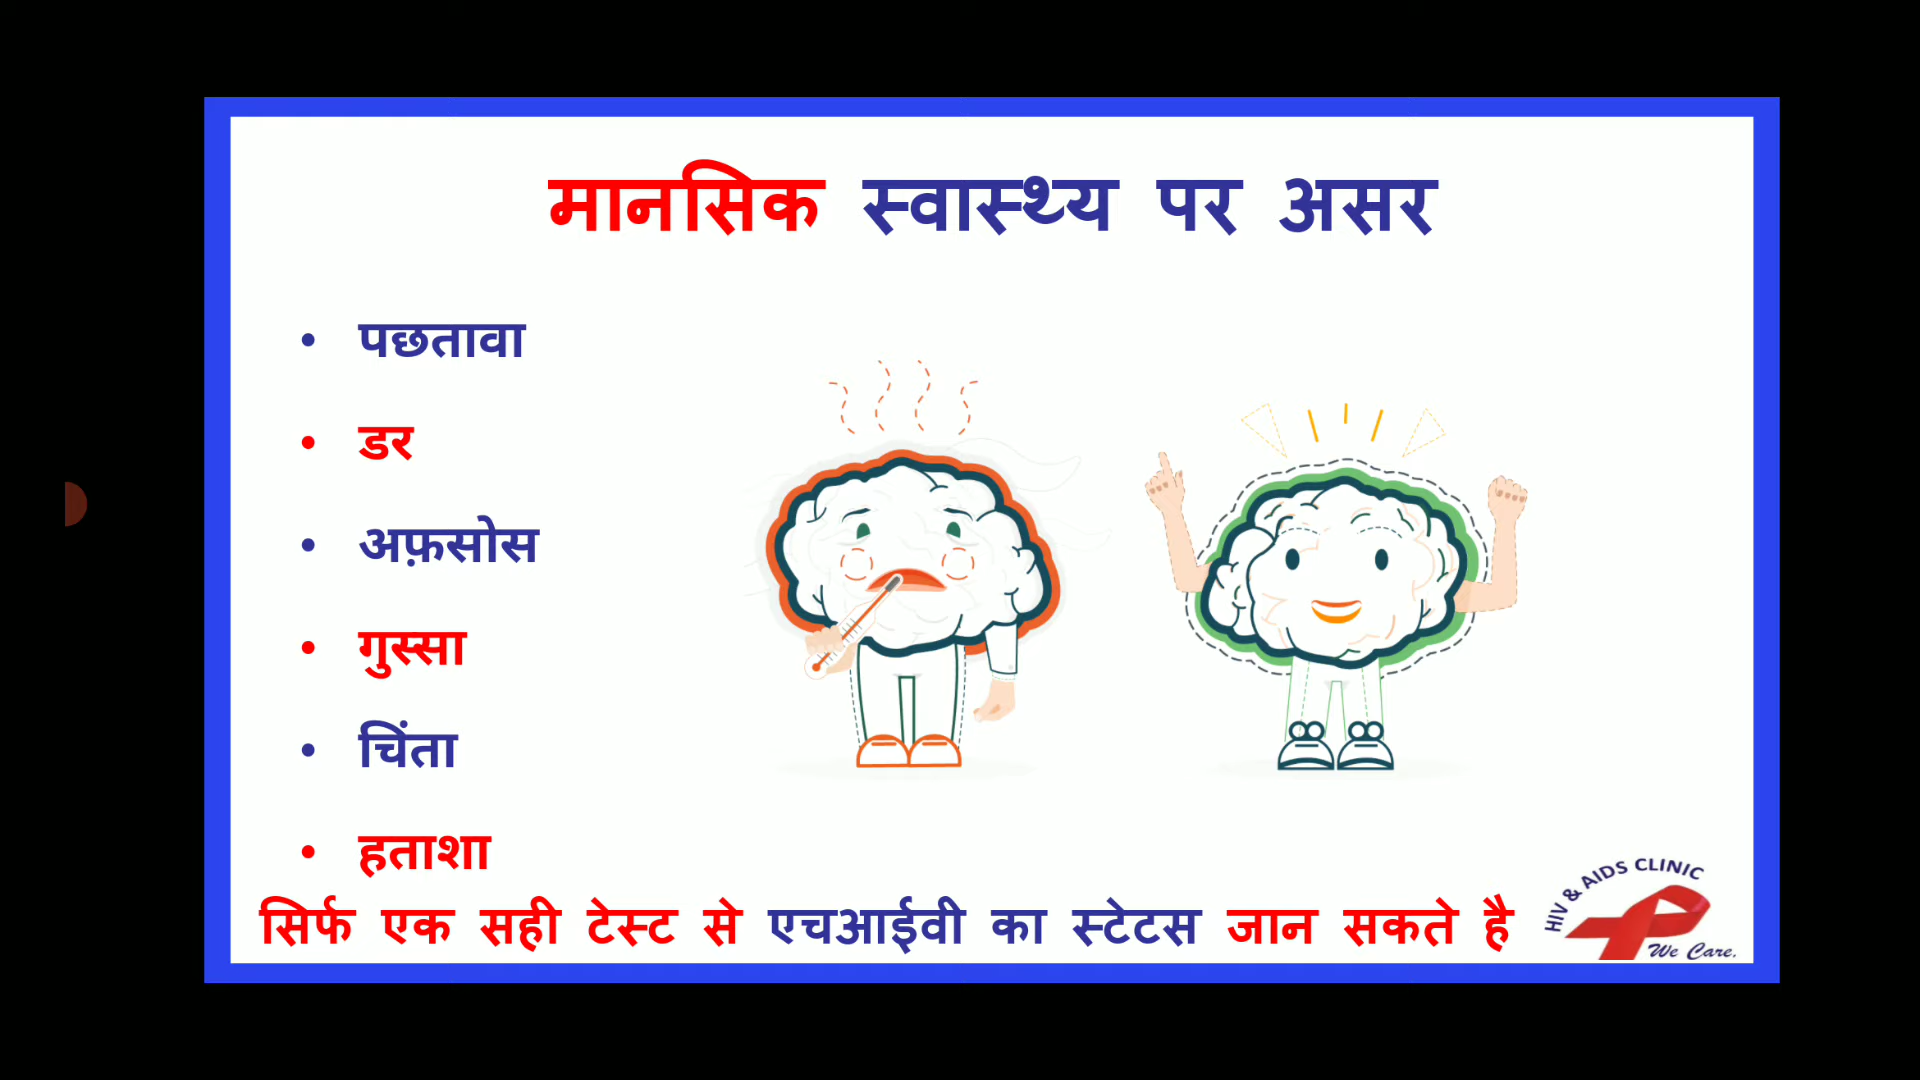 मानसिक स्वास्थ्य पर असर
• पछतावा
• डर
• अफ़सोस
• गुस्सा
• चिंता
• हताशा
सिर्फ एक सही टेस्ट से एचआईवी का स्टेटस जान सकते है
HIV & AIDS CLINIC
We Care.